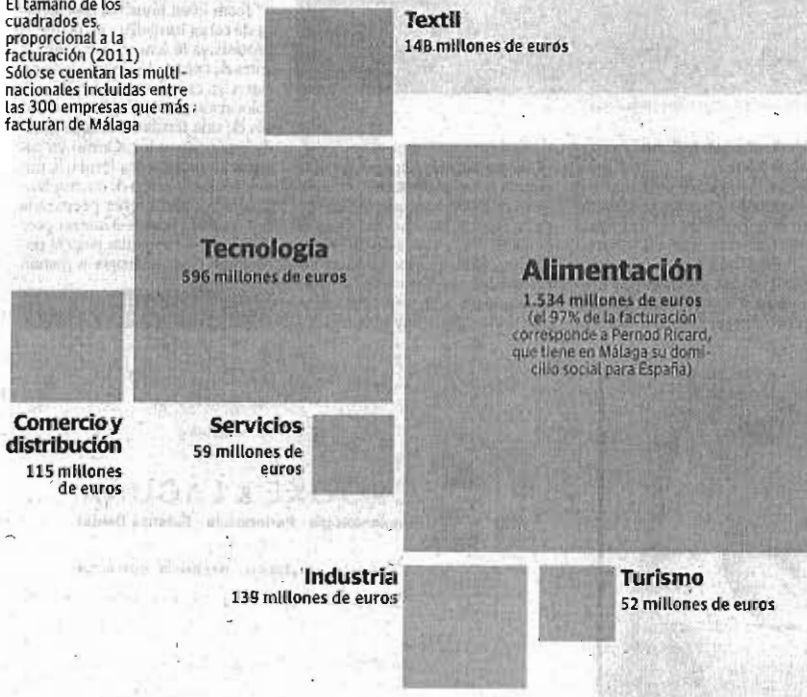 El tamaño de los
cuadrados es
proporcional a la
facturación (2011)
Sólo se cuentan las multi-
nacionales incluidas entre
las 300 empresas que más
facturan de Málaga
Textil
148 millones de euros
Tecnología
596 millones de euros
Alimentación
1.534 millones de euros
(el 97% de la facturación
corresponde a Pernod Ricard,
que tiene en Málaga su domi-
cilio social para España)
Comercio y
distribución
115 millones
de euros
Servicios
59 millones de
euros
Industria
139 millones de euros
Turismo
52 millones de euros